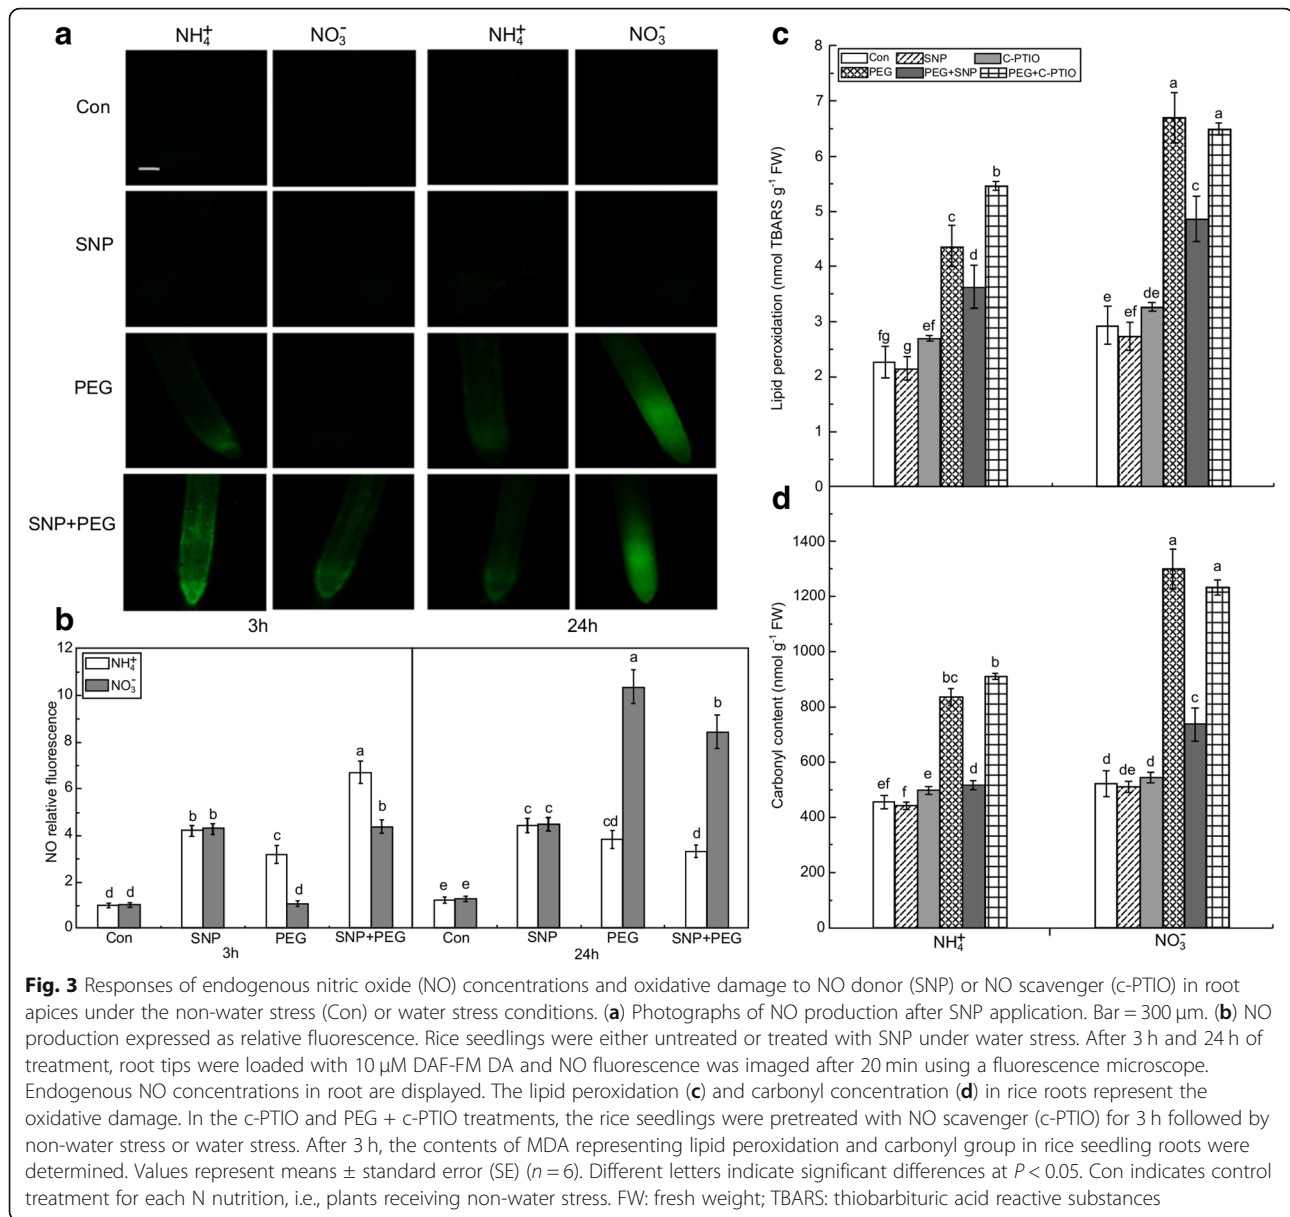 a
NH₄⁺ NO₃⁻ NH₄⁺ NO₃⁻
Con
SNP
PEG
SNP+PEG
3h 24h
b
NH₄⁺
NO₃⁻
NO relative fluorescence
12
10
8
6
4
2
0
d d b b c d a b e e c c cd a d b
Con SNP PEG SNP+PEG Con SNP PEG SNP+PEG
3h 24h
c
Con SNP C-PTIO
PEG PEG+SNP PEG+C-PTIO
Lipid peroxidation (nmol TBARS g⁻¹ FW)
8
7
6
5
4
3
2
1
0
fg g ef c d b e ef de a c a
d
Carbonyl content (nmol g⁻¹ FW)
1400
1200
1000
800
600
400
200
0
ef f e bc d b d de d a c a
NH₄⁺ NO₃⁻
Fig. 3 Responses of endogenous nitric oxide (NO) concentrations and oxidative damage to NO donor (SNP) or NO scavenger (c-PTIO) in root
apices under the non-water stress (Con) or water stress conditions. (a) Photographs of NO production after SNP application. Bar = 300 μm. (b) NO
production expressed as relative fluorescence. Rice seedlings were either untreated or treated with SNP under water stress. After 3 h and 24 h of
treatment, root tips were loaded with 10 μM DAF-FM DA and NO fluorescence was imaged after 20 min using a fluorescence microscope.
Endogenous NO concentrations in root are displayed. The lipid peroxidation (c) and carbonyl concentration (d) in rice roots represent the
oxidative damage. In the c-PTIO and PEG + c-PTIO treatments, the rice seedlings were pretreated with NO scavenger (c-PTIO) for 3 h followed by
non-water stress or water stress. After 3 h, the contents of MDA representing lipid peroxidation and carbonyl group in rice seedling roots were
determined. Values represent means ± standard error (SE) (n = 6). Different letters indicate significant differences at P < 0.05. Con indicates control
treatment for each N nutrition, i.e., plants receiving non-water stress. FW: fresh weight; TBARS: thiobarbituric acid reactive substances